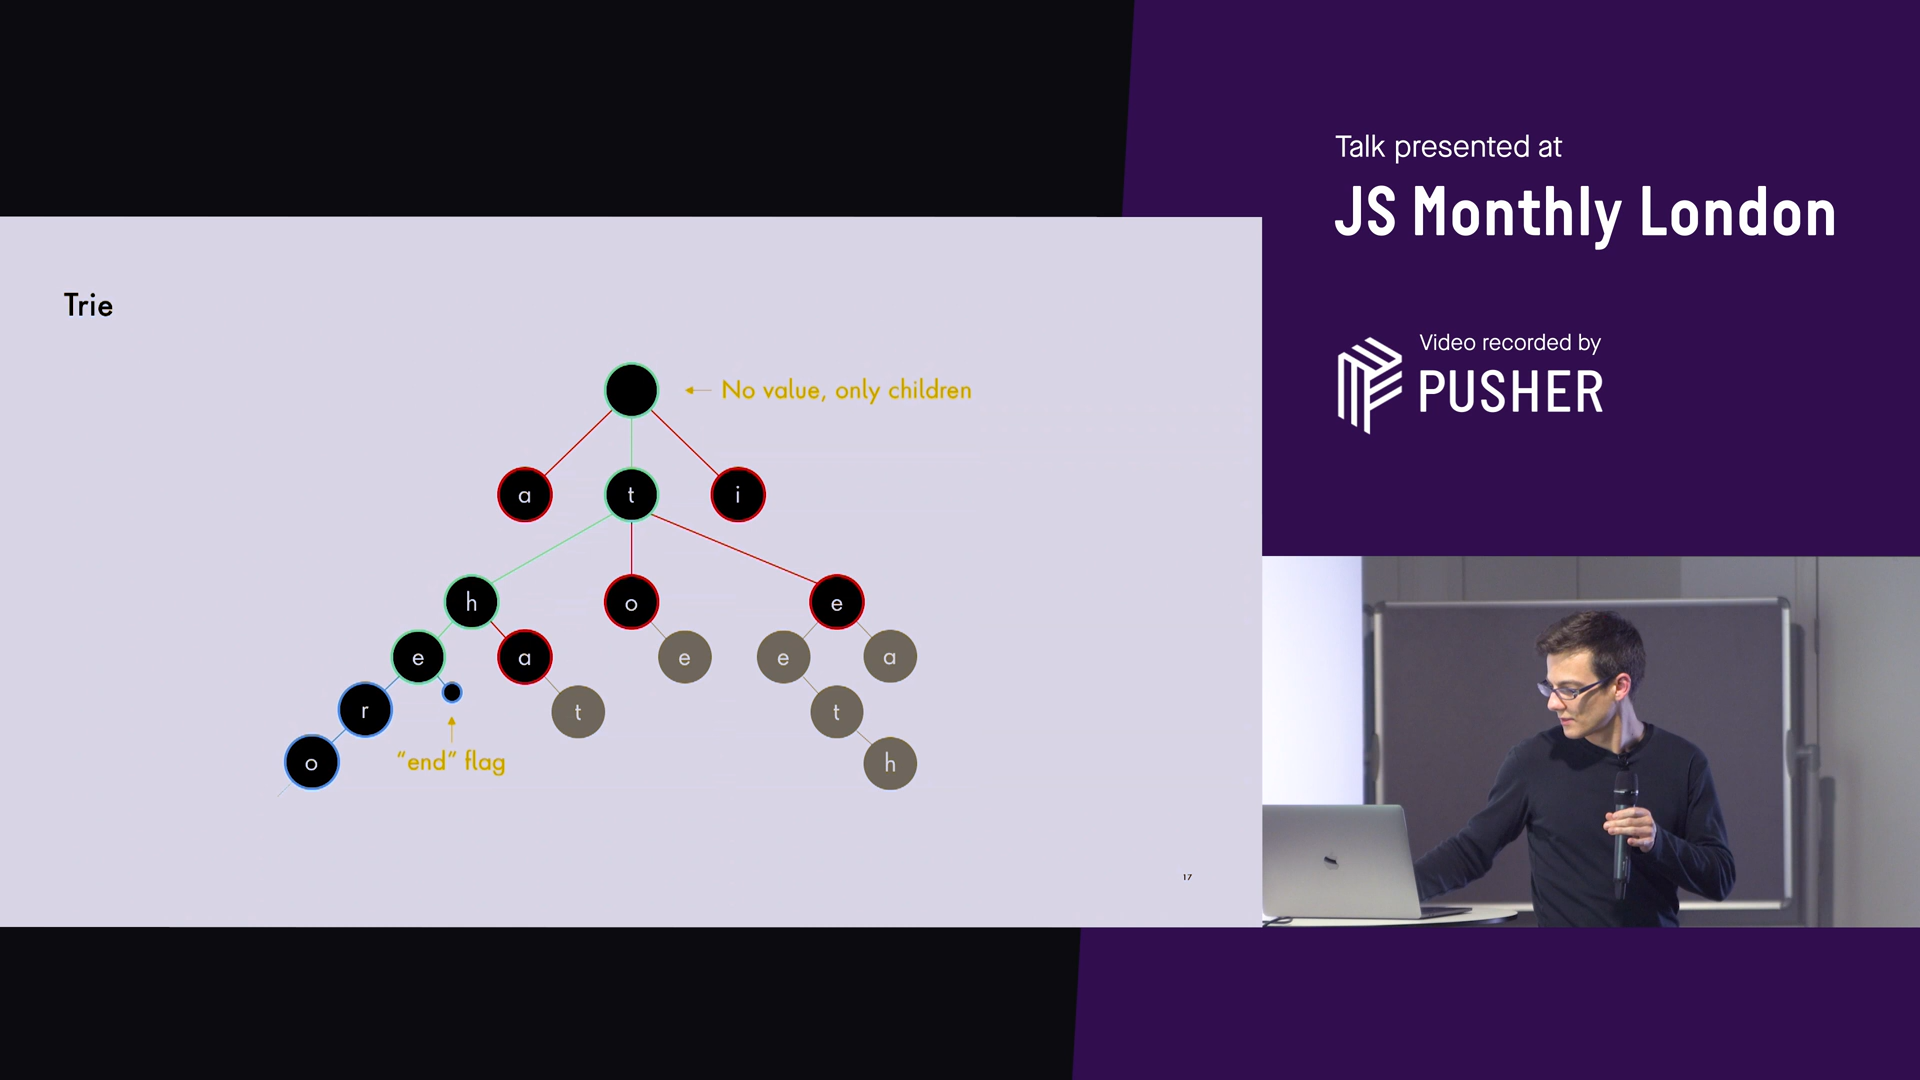 Talk presented at
JS Monthly London
Video recorded by
PUSHER
Trie
← No value, only children
a
t
i
h
o
e
e
a
e
e
a
r
t
t
o
"end" flag
h
17